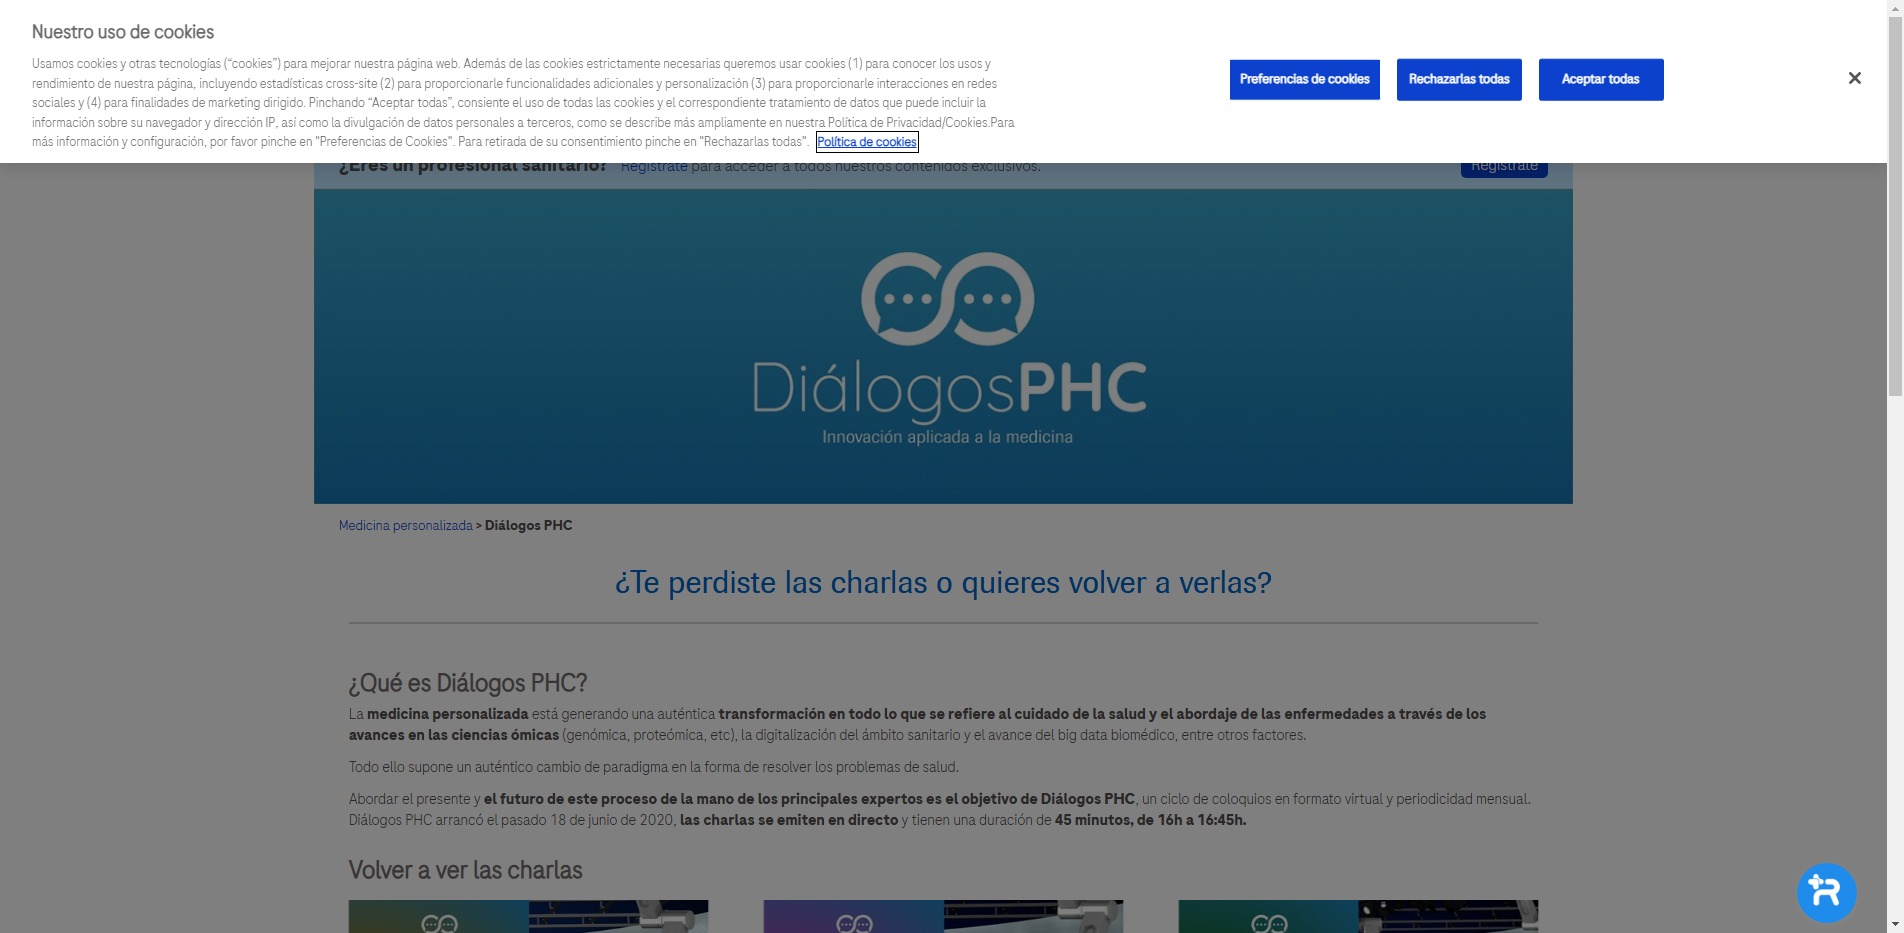 Nuestro uso de cookies
Usamos cookies y otras tecnologías (“cookies”) para mejorar nuestra página web. Además de las cookies estrictamente necesarias queremos usar cookies (1) para conocer los usos y
rendimiento de nuestra página, incluyendo estadísticas cross-site (2) para proporcionarle funcionalidades adicionales y personalización (3) para proporcionarle interacciones en redes
sociales y (4) para finalidades de marketing dirigido. Pinchando “Aceptar todas”, consiente el uso de todas las cookies y el correspondiente tratamiento de datos que puede incluir la
información sobre su navegador y dirección IP, así como la divulgación de datos personales a terceros, como se describe más ampliamente en nuestra Política de Privacidad/Cookies.Para
más información y configuración, por favor pinche en "Preferencias de Cookies". Para retirada de su consentimiento pinche en "Rechazarlas todas". Política de cookies
Preferencias de cookies
Rechazarlas todas
Aceptar todas
¿Eres un profesional sanitario? Regístrate para acceder a todos nuestros contenidos exclusivos.
Regístrate
DiálogosPHC
Innovación aplicada a la medicina
Medicina personalizada > Diálogos PHC
¿Te perdiste las charlas o quieres volver a verlas?
¿Qué es Diálogos PHC?
La medicina personalizada está generando una auténtica transformación en todo lo que se refiere al cuidado de la salud y el abordaje de las enfermedades a través de los
avances en las ciencias ómicas (genómica, proteómica, etc), la digitalización del ámbito sanitario y el avance del big data biomédico, entre otros factores.
Todo ello supone un auténtico cambio de paradigma en la forma de resolver los problemas de salud.
Abordar el presente y el futuro de este proceso de la mano de los principales expertos es el objetivo de Diálogos PHC, un ciclo de coloquios en formato virtual y periodicidad mensual.
Diálogos PHC arrancó el pasado 18 de junio de 2020, las charlas se emiten en directo y tienen una duración de 45 minutos, de 16h a 16:45h.
Volver a ver las charlas